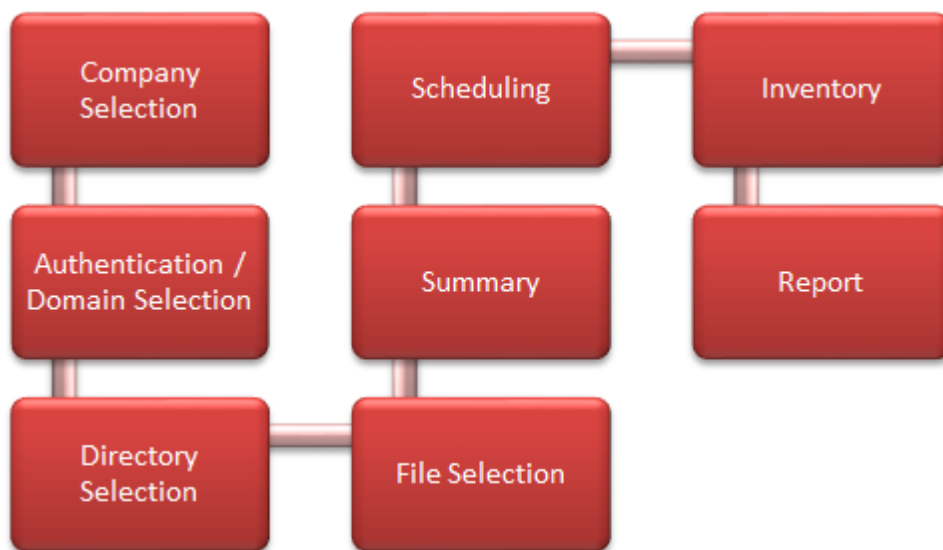 Company
Selection
Authentication /
Domain Selection
Directory
Selection
File Selection
Summary
Scheduling
Inventory
Report